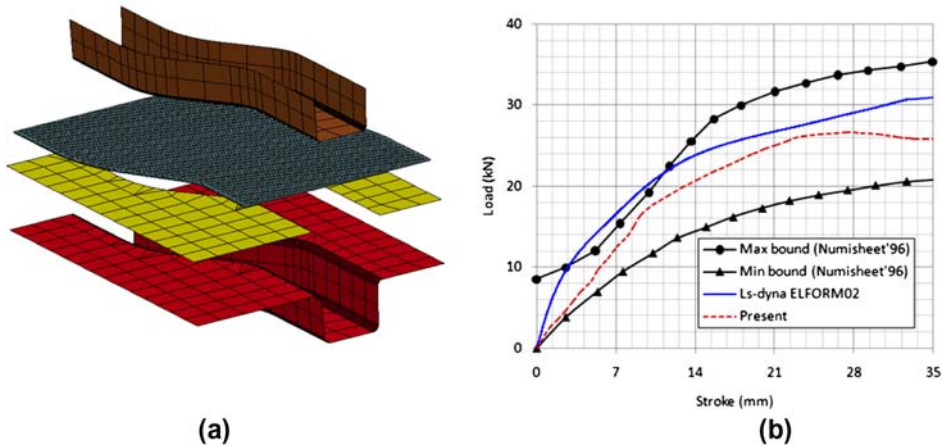 40
30
20
10
0
Load (kN)
Max bound (Numisheet'96)
Min bound (Numisheet'96)
Ls-dyna ELFORM02
Present
0 7 14 21 28 35
Stroke (mm)
(a) (b)